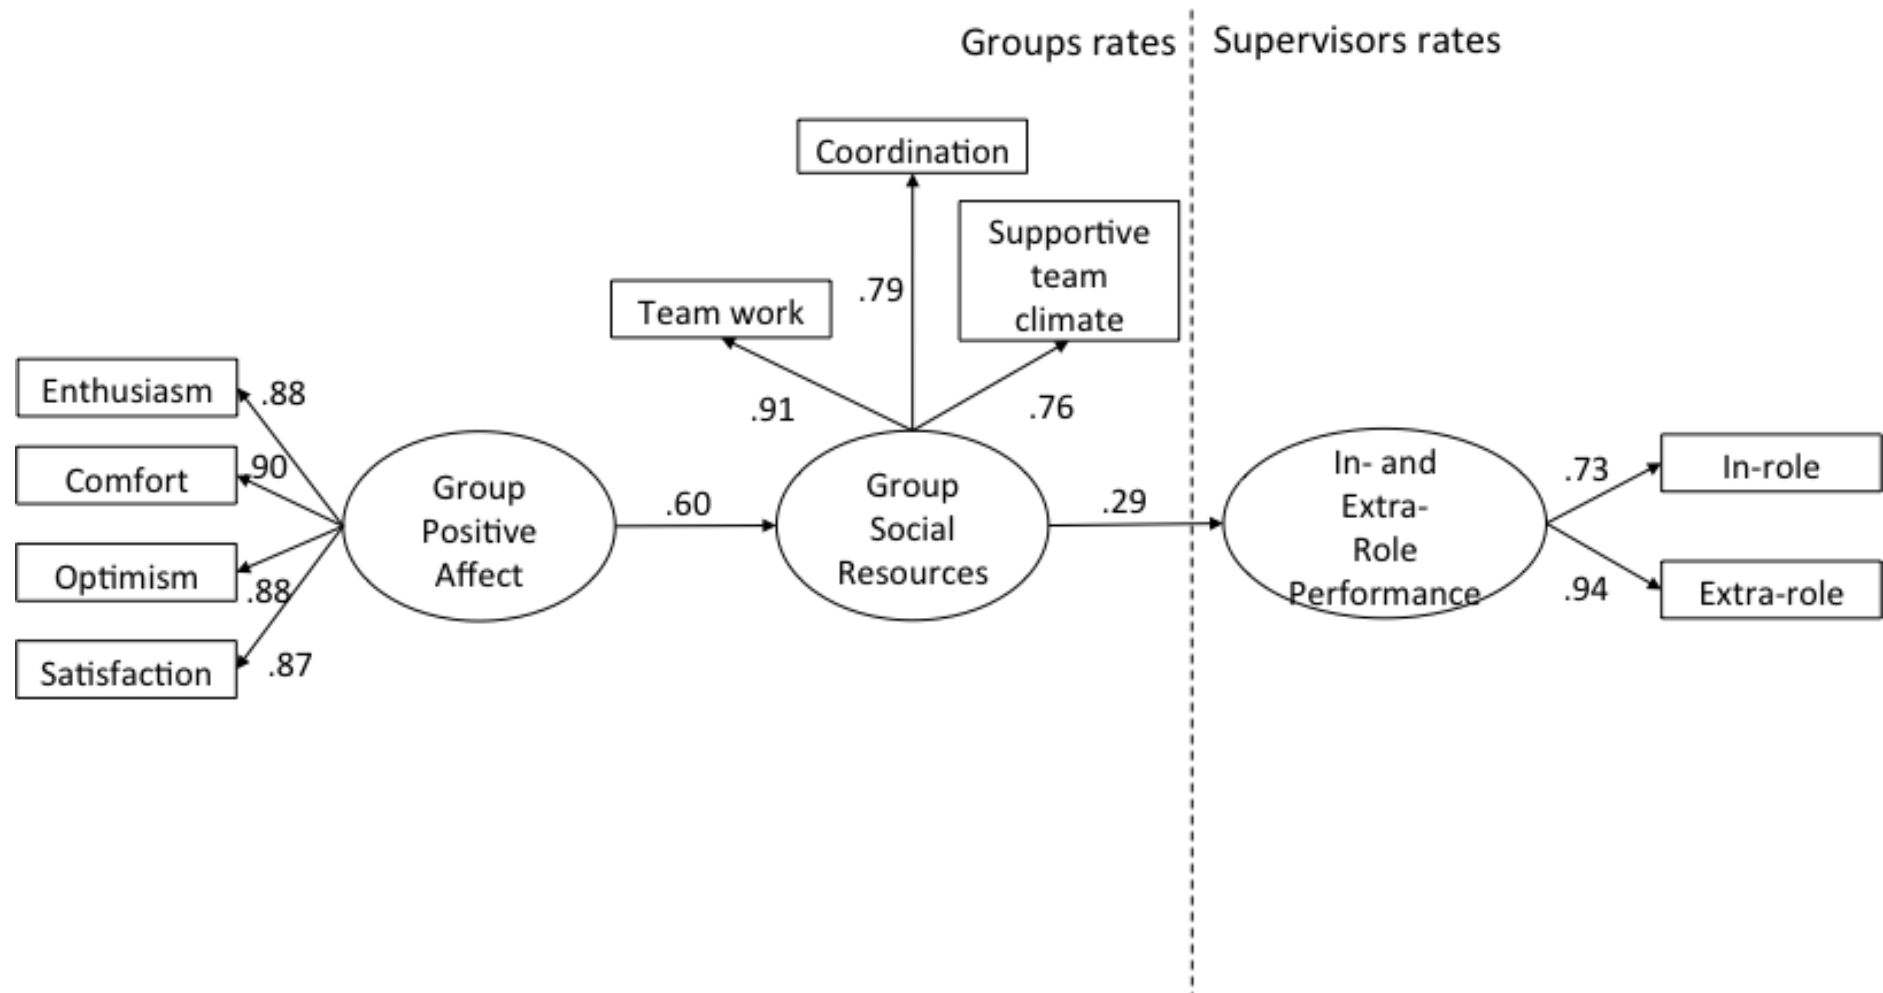 Groups rates
Supervisors rates
Coordination
Supportive
team
climate
.79
Team work
.91
.76
Enthusiasm
.88
Comfort
.90
Optimism
.88
Satisfaction
.87
Group
Positive
Affect
.60
Group
Social
Resources
.29
In- and
Extra-
Role
Performance
.73
In-role
.94
Extra-role